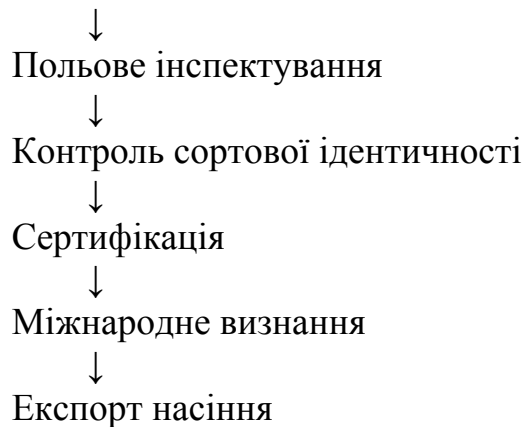 ↓
Польове інспектування
↓
Контроль сортової ідентичності
↓
Сертифікація
↓
Міжнародне визнання
↓
Експорт насіння